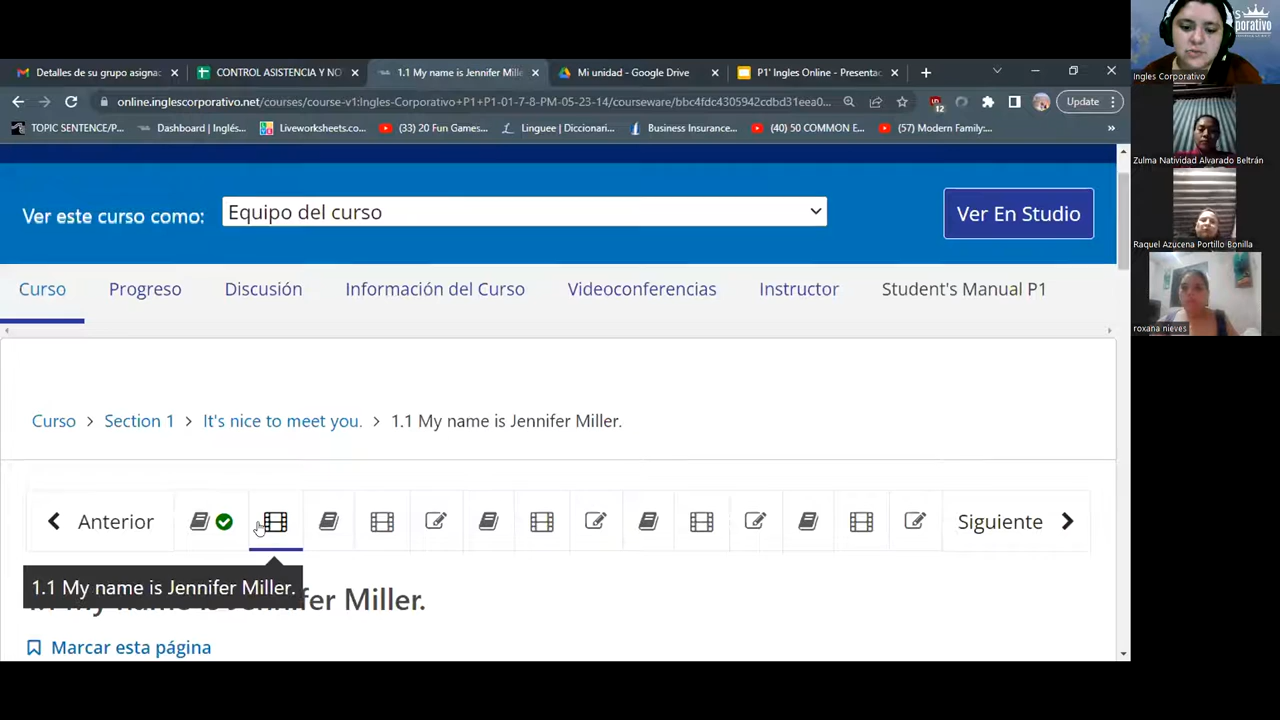 Detalles de su grupo asigna
CONTROL ASISTENCIA Y NO
1.1 My name is Jennifer Mille
Mi unidad - Google Drive
P1' Ingles Online - Presenta
online.inglescorporativo.net/courses/course-v1:Ingles-Corporativo+P1+P1-01-7-8-PM-05-23-14/courseware/bbc4fdc4305942cdbd31eea0...
12
Update
TOPIC SENTENCE/P...
Dashboard | Inglés...
Liveworksheets.co...
(33) 20 Fun Games...
Linguee | Diccionari...
Business Insurance...
(40) 50 COMMON E...
(57) Modern Family:...
Ver este curso como:
Equipo del curso
Ver En Studio
Curso
Progreso
Discusión
Información del Curso
Videoconferencias
Instructor
Student's Manual P1
Curso > Section 1 > It's nice to meet you. > 1.1 My name is Jennifer Miller.
Anterior
Siguiente
1.1 My name is Jennifer Miller.
fer Miller.
Marcar esta página
porativo
Ingles Corporativo
Zulma Natividad Alvarado Beltrán
Raquel Azucena Portillo Bonilla
roxana nieves